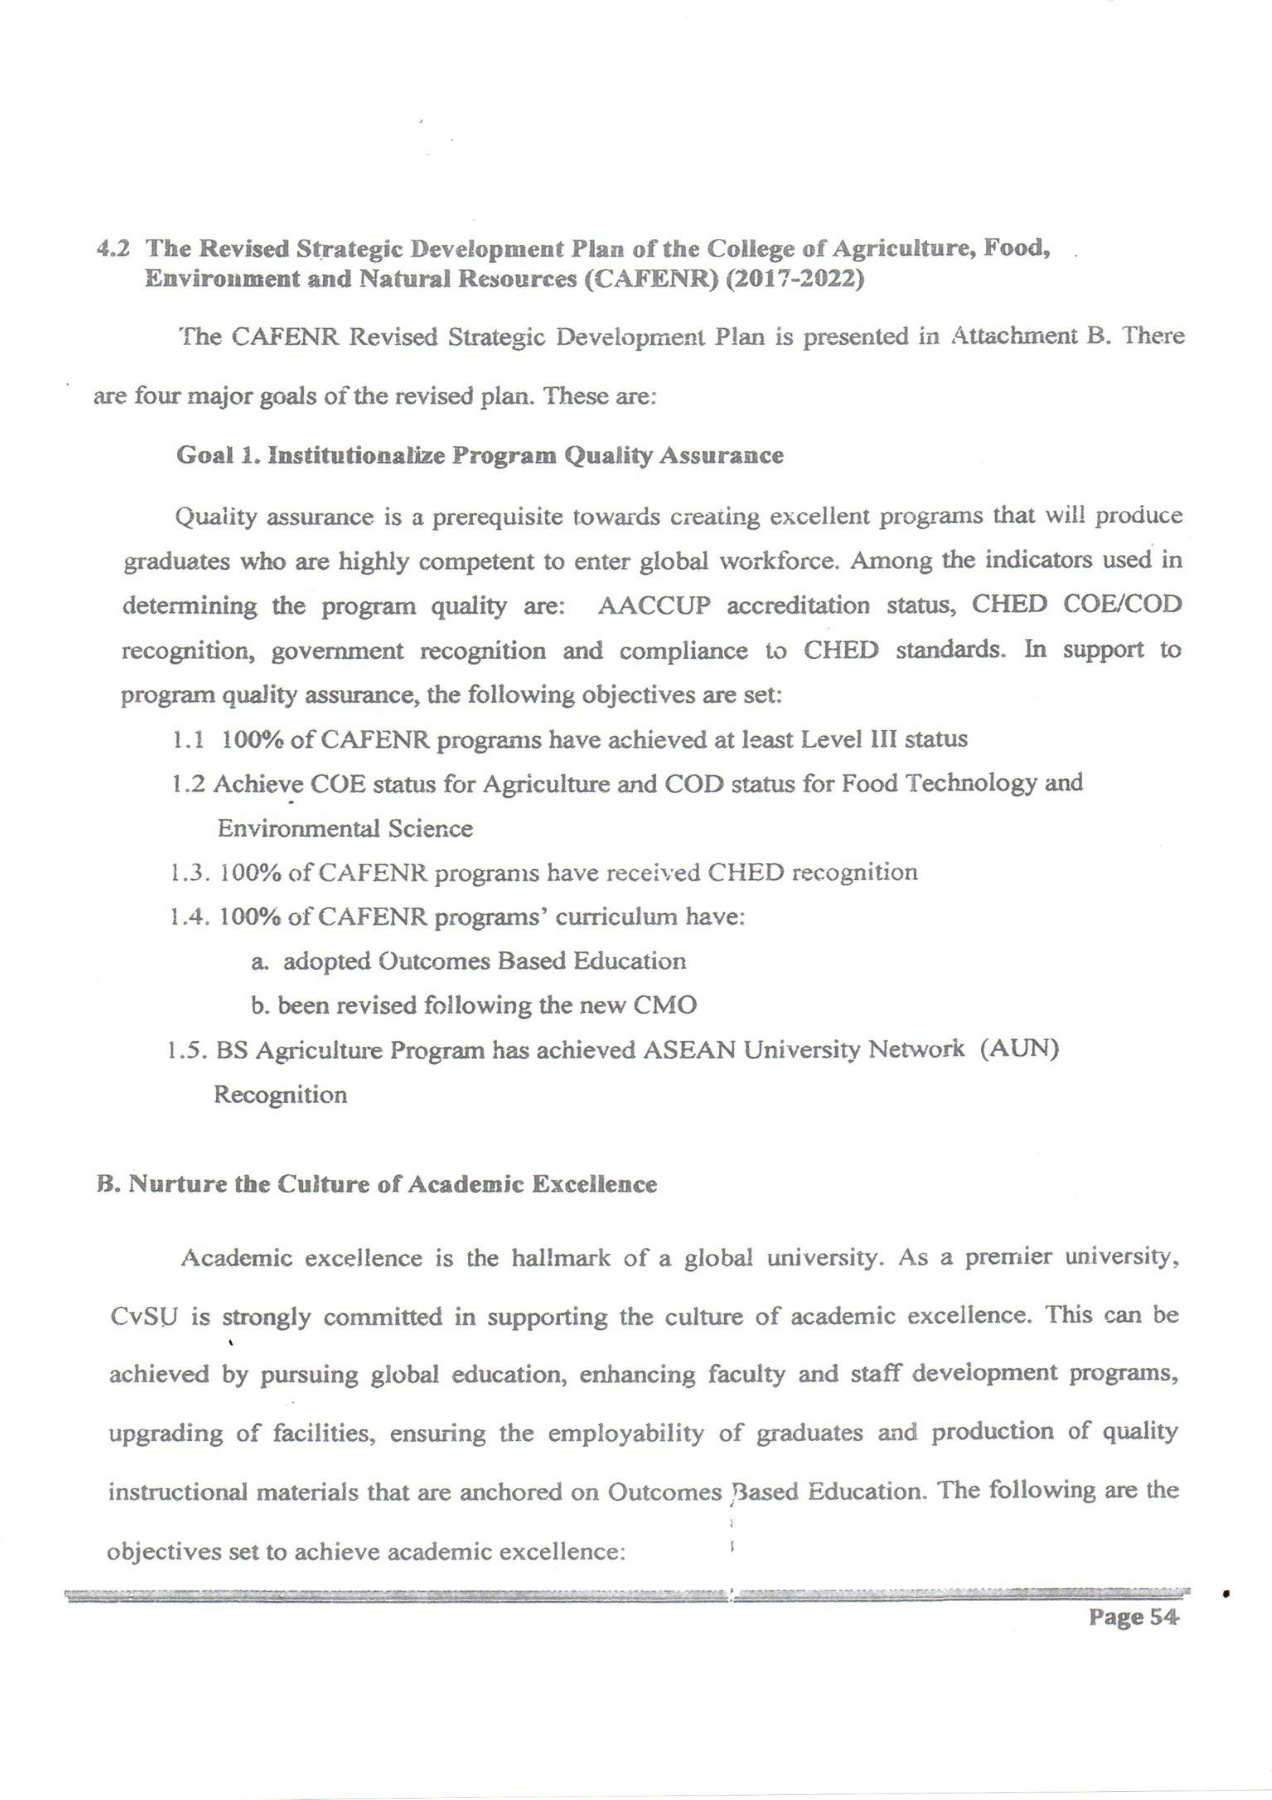 4.2 The Revised Strategic Development Plan of the College of Agriculture, Food,
Environment and Natural Resources (CAFENR) (2017-2022)
The CAFENR Revised Strategic Development Plan is presented in Attachment B. There
are four major goals of the revised plan. These are:
Goal 1. Institutionalize Program Quality Assurance
Quality assurance is a prerequisite towards creating excellent programs that will produce
graduates who are highly competent to enter global workforce. Among the indicators used in
determining the program quality are: AACCUP accreditation status, CHED COE/COD
recognition, government recognition and compliance to CHED standards. In support to
program quality assurance, the following objectives are set:
1.1 100% of CAFENR programs have achieved at least Level III status
1.2 Achieve COE status for Agriculture and COD status for Food Technology and
Environmental Science
1.3. 100% of CAFENR programs have received CHED recognition
1.4. 100% of CAFENR programs’ curriculum have:
a. adopted Outcomes Based Education
b. been revised following the new CMO
1.5. BS Agriculture Program has achieved ASEAN University Network (AUN)
Recognition
B. Nurture the Culture of Academic Excellence
Academic excellence is the hallmark of a global university. As a premier university,
CvSU is strongly committed in supporting the culture of academic excellence. This can be
achieved by pursuing global education, enhancing faculty and staff development programs,
upgrading of facilities, ensuring the employability of graduates and production of quality
instructional materials that are anchored on Outcomes Based Education. The following are the
objectives set to achieve academic excellence:
Page 54